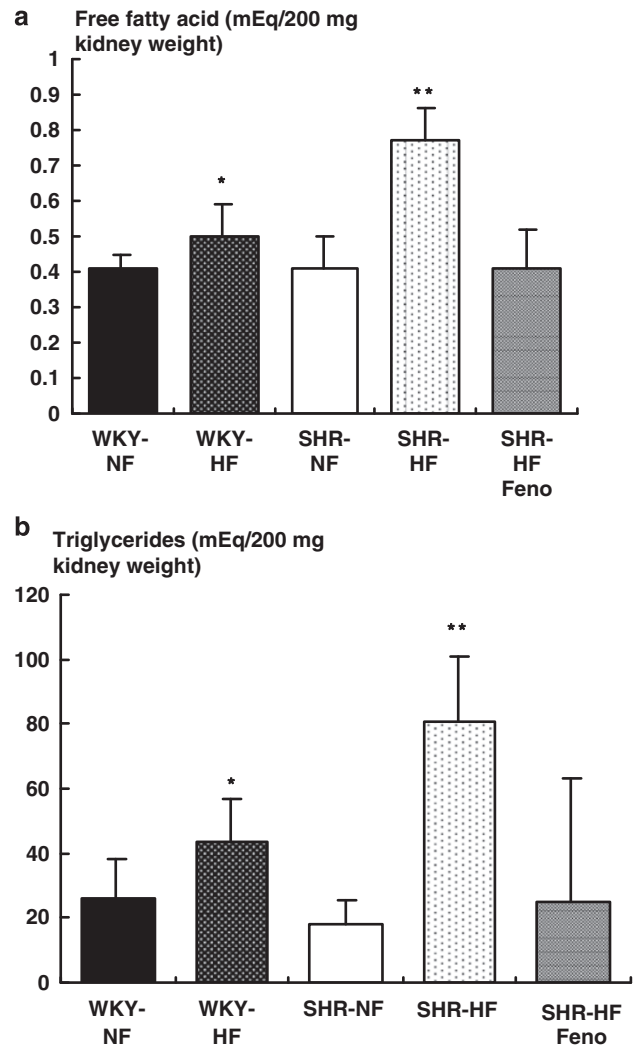 a Free fatty acid (mEq/200 mg
kidney weight)
1
0.9
0.8
0.7
0.6
0.5
0.4
0.3
0.2
0.1
0
*
**
WKY- WKY- SHR- SHR- SHR-
NF HF NF HF HF
Feno
b Triglycerides (mEq/200 mg
kidney weight)
120
100
80
60
40
20
0
*
**
WKY- WKY- SHR-NF SHR-HF SHR-HF
NF HF Feno